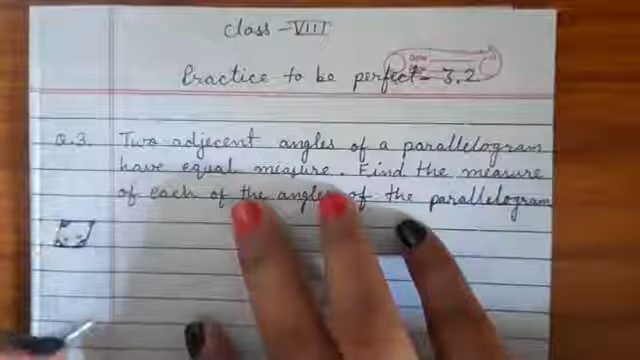 Class - VIII
Practice to be perfect - 3.2
Q.3. Two adjecent angles of a parallelogram
have equal measure. Find the measure
of each of the angles of the parallelogram